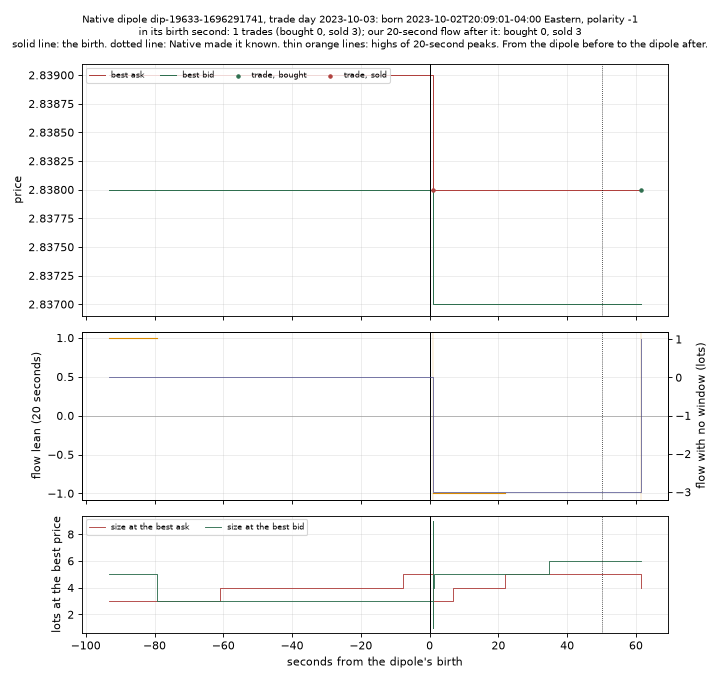 Native dipole dip-19633-1696291741, trade day 2023-10-03: born 2023-10-02T20:09:01-04:00 Eastern, polarity -1
in its birth second: 1 trades (bought 0, sold 3); our 20-second flow after it: bought 0, sold 3
solid line: the birth. dotted line: Native made it known. thin orange lines: highs of 20-second peaks. From the dipole before to the dipole after.
best ask
best bid
trade, bought
trade, sold
2.83900
2.83875
2.83850
2.83825
2.83800
2.83775
2.83750
2.83725
2.83700
price
1.0
0.5
0.0
−0.5
−1.0
flow lean (20 seconds)
1
0
−1
−2
−3
flow with no window (lots)
size at the best ask
size at the best bid
8
6
4
2
lots at the best price
−100
−80
−60
−40
−20
0
20
40
60
seconds from the dipole's birth